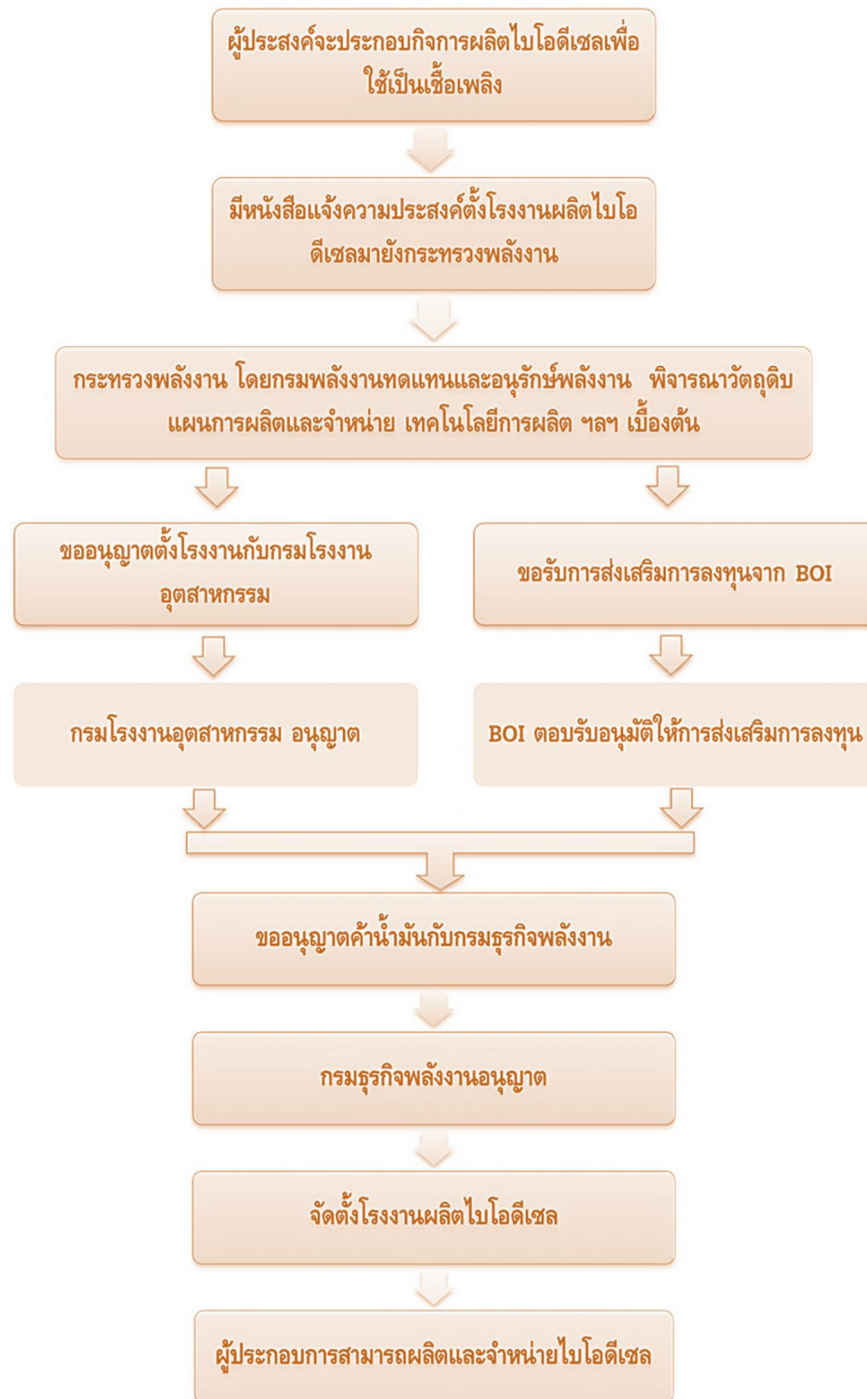 ผู้ประสงค์จะประกอบกิจการผลิตไบโอดีเซลเพื่อ
ใช้เป็นเชื้อเพลิง
มีหนังสือแจ้งความประสงค์ตั้งโรงงานผลิตไบโอ
ดีเซลมายังกระทรวงพลังงาน
กระทรวงพลังงาน โดยกรมพลังงานทดแทนและอนุรักษ์พลังงาน พิจารณาวัตถุดิบ
แผนการผลิตและจำหน่าย เทคโนโลยีการผลิต ฯลฯ เบื้องต้น
ขออนุญาตตั้งโรงงานกับกรมโรงงาน
อุตสาหกรรม
ขอรับการส่งเสริมการลงทุนจาก BOI
กรมโรงงานอุตสาหกรรม อนุญาต
BOI ตอบรับอนุมัติให้การส่งเสริมการลงทุน
ขออนุญาตค้าน้ำมันกับกรมธุรกิจพลังงาน
กรมธุรกิจพลังงานอนุญาต
จัดตั้งโรงงานผลิตไบโอดีเซล
ผู้ประกอบการสามารถผลิตและจำหน่ายไบโอดีเซล